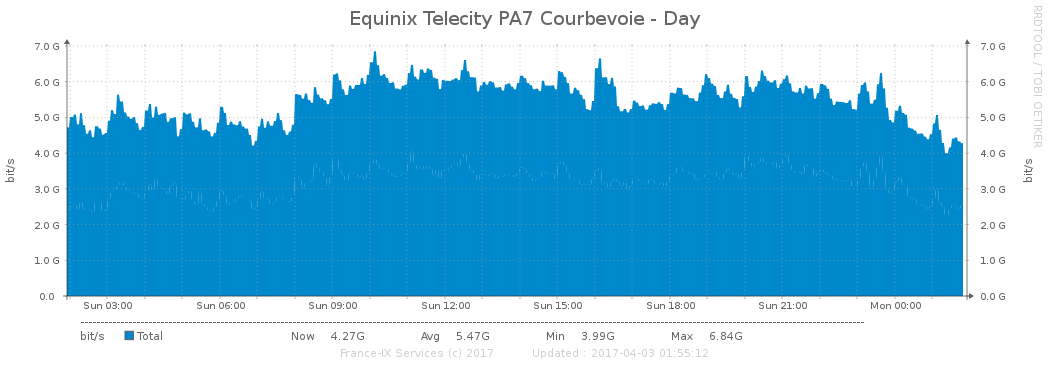 Equinix Telecity PA7 Courbevoie - Day
RRDTOOL / TOBI OETIKER
bit/s
7.0 G
6.0 G
5.0 G
4.0 G
3.0 G
2.0 G
1.0 G
0.0
7.0 G
6.0 G
5.0 G
4.0 G
3.0 G
2.0 G
1.0 G
0.0 G
bit/s
Sun 03:00 Sun 06:00 Sun 09:00 Sun 12:00 Sun 15:00 Sun 18:00 Sun 21:00 Mon 00:00
bit/s Total Now 4.27G Avg 5.47G Min 3.99G Max 6.84G
France-IX Services (c) 2017 Updated : 2017-04-03 01:55:12